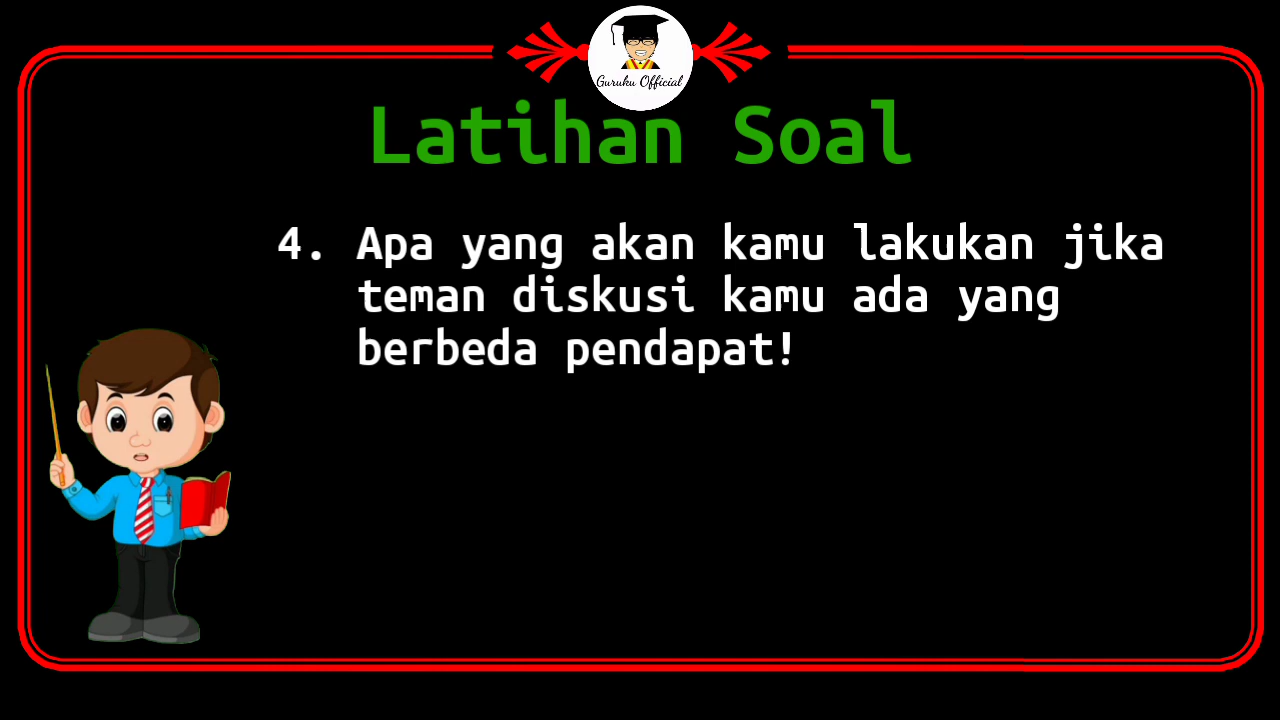 Guruku Official
Latihan Soal
4. Apa yang akan kamu lakukan jika
teman diskusi kamu ada yang
berbeda pendapat!